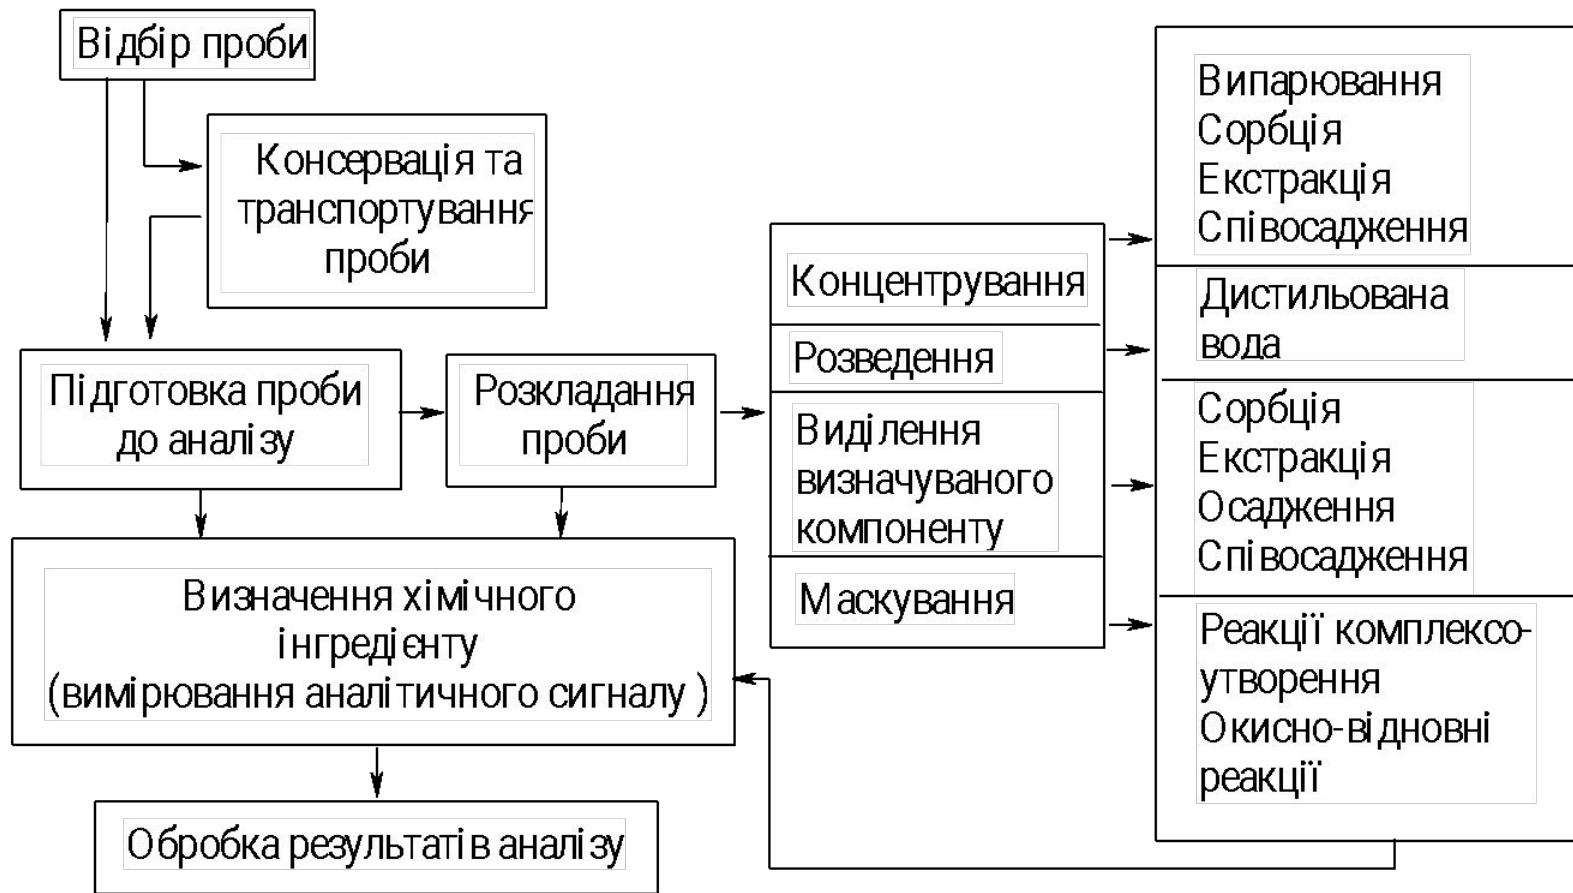 Відбір проби
Консервація та
транспортування
проби
Підготовка проби
до аналізу
Розкладання
проби
Концентрування
Розведення
Виділення
визначуваного
компоненту
Маскування
Випарювання
Сорбція
Екстракція
Співосадження
Дистильована
вода
Сорбція
Екстракція
Осадження
Співосадження
Реакції комплексо-
утворення
Окисно-відновні
реакції
Визначення хімічного
інгредієнту
(вимірювання аналітичного сигналу )
Обробка результатів аналізу